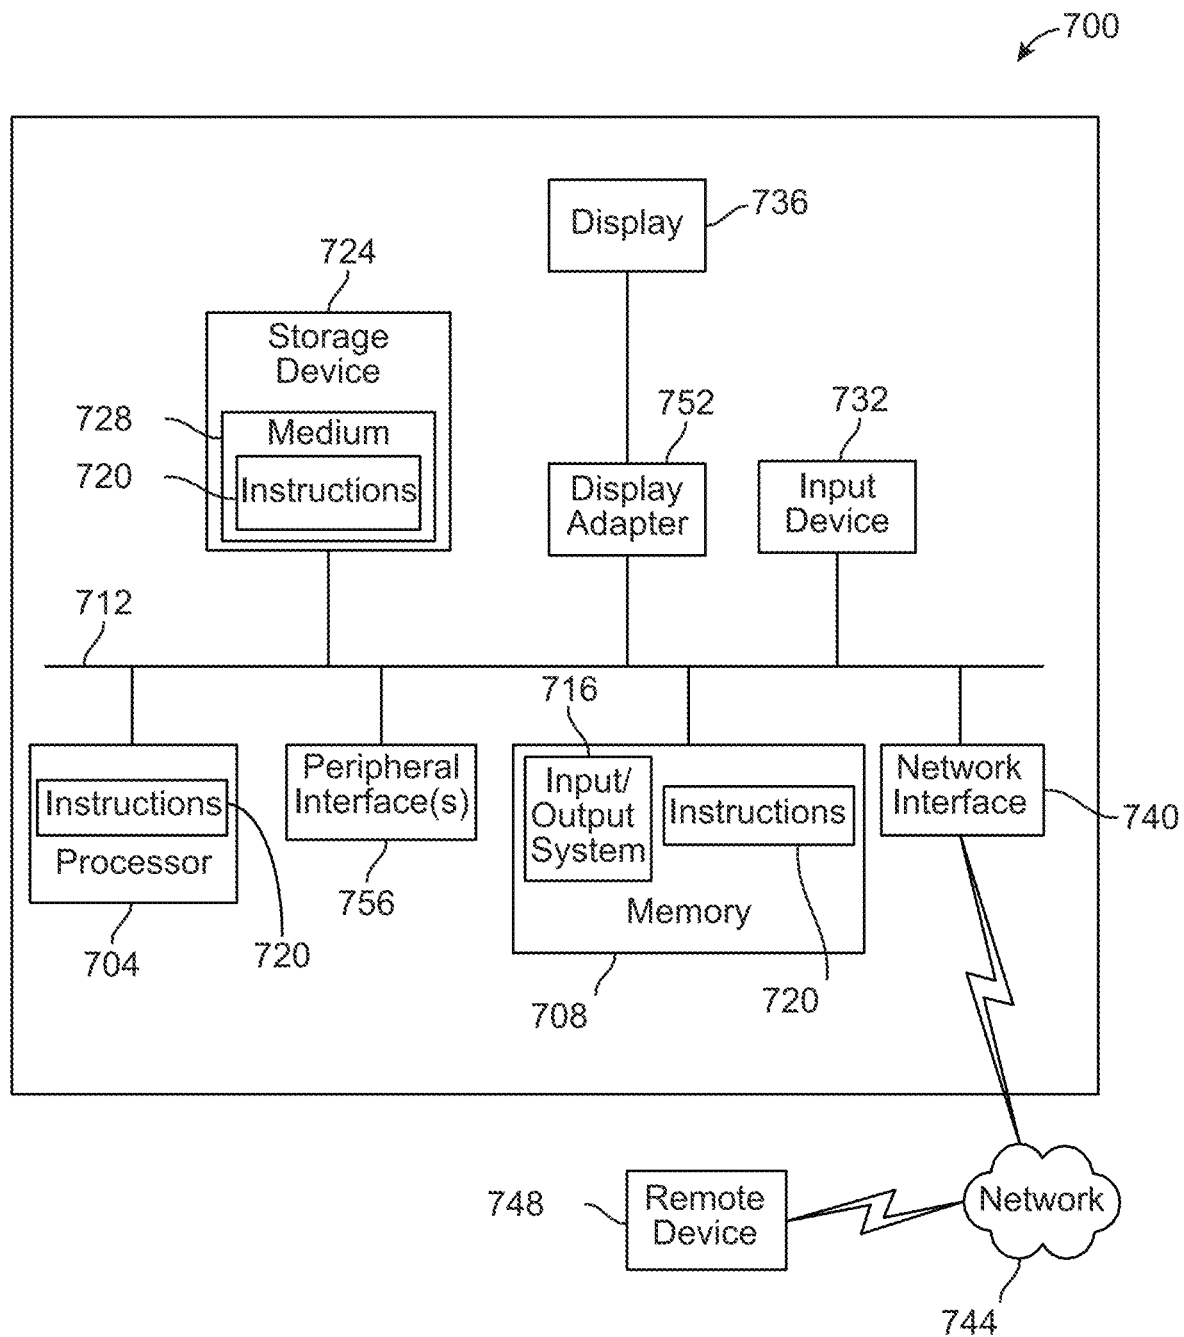 700
Display
736
724
Storage
Device
728
Medium
720
Instructions
752
Display
Adapter
732
Input
Device
712
716
Instructions
Processor
704
720
Peripheral
Interface(s)
756
Input/
Output
System
Instructions
Memory
708
720
Network
Interface
740
748
Remote
Device
Network
744